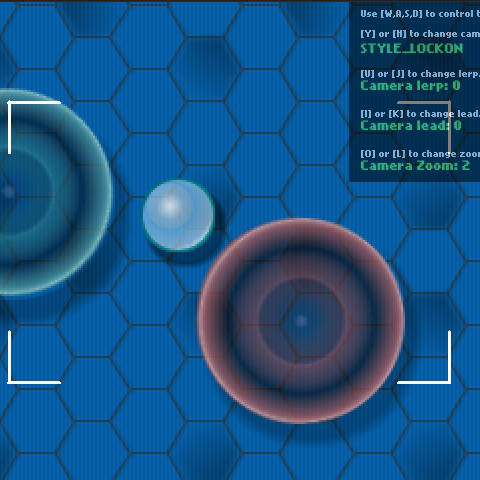 Use [W,A,S,D] to control t
[Y] or [H] to change cam
STYLE_LOCKON
[U] or [J] to change lerp.
Camera lerp: 0
[I] or [K] to change lead.
Camera lead: 0
[O] or [L] to change zoo
Camera Zoom: 2